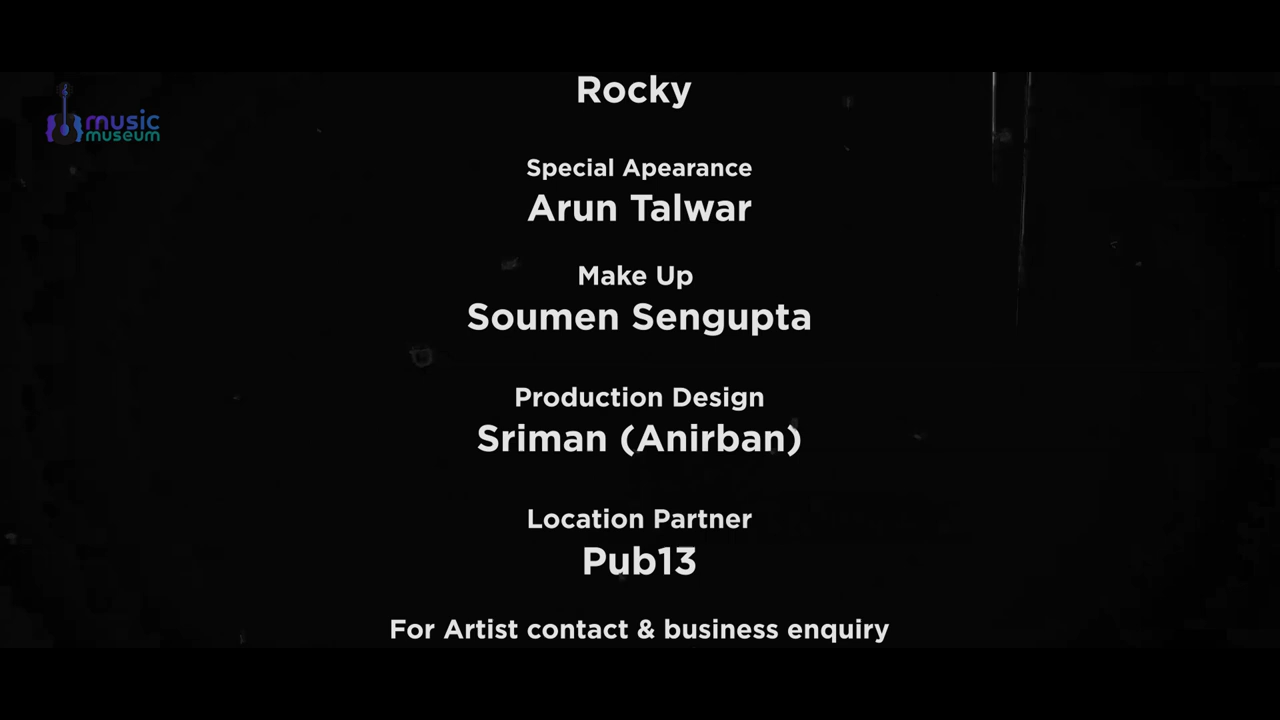 music
museum
Rocky
Special Apearance
Arun Talwar
Make Up
Soumen Sengupta
Production Design
Sriman (Anirban)
Location Partner
Pub13
For Artist contact & business enquiry